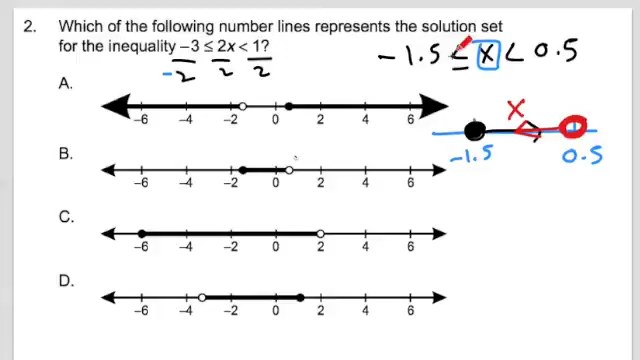 2. Which of the following number lines represents the solution set
for the inequality −3 ≤ 2x < 1?
-2 2 2
-1.5 ≤ x < 0.5
A.
−6 −4 −2 0 2 4 6
X
-1.5 0.5
B.
−6 −4 −2 0 2 4 6
C.
−6 −4 −2 0 2 4 6
D.
−6 −4 −2 0 2 4 6